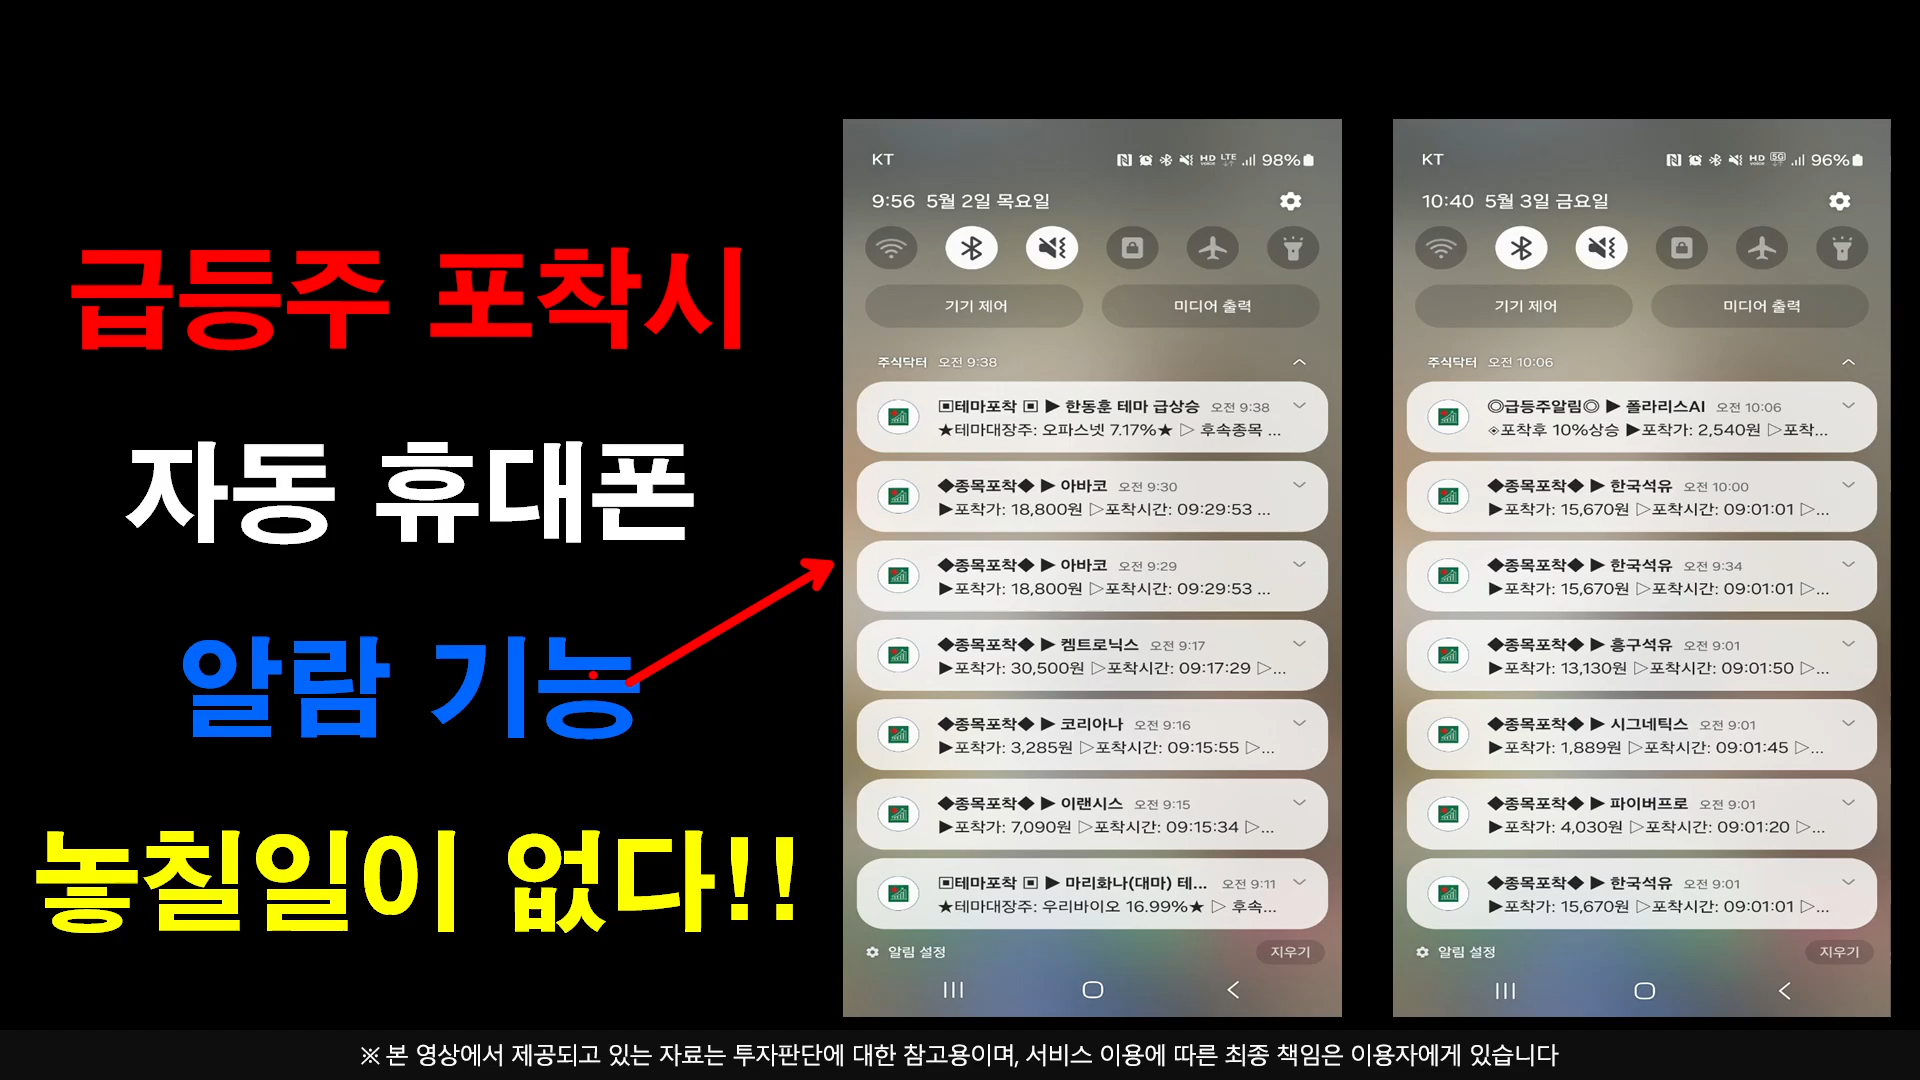 급등주 포착시
자동 휴대폰
알람 기능
놓칠일이 없다!!
KT
HD VOICE LTE 98%
9:56 5월 2일 목요일
기기 제어
미디어 출력
주식닥터 오전 9:38
▣테마포착 ▣ ▶ 한동훈 테마 급상승 오전 9:38
★테마대장주: 오파스넷 7.17%★ ▷ 후속종목 ...
◆종목포착◆ ▶ 아바코 오전 9:30
▶포착가: 18,800원 ▷포착시간: 09:29:53 ...
◆종목포착◆ ▶ 아바코 오전 9:29
▶포착가: 18,800원 ▷포착시간: 09:29:53 ...
◆종목포착◆ ▶ 켐트로닉스 오전 9:17
▶포착가: 30,500원 ▷포착시간: 09:17:29 ▷...
◆종목포착◆ ▶ 코리아나 오전 9:16
▶포착가: 3,285원 ▷포착시간: 09:15:55 ▷...
◆종목포착◆ ▶ 이랜시스 오전 9:15
▶포착가: 7,090원 ▷포착시간: 09:15:34 ▷...
▣테마포착 ▣ ▶ 마리화나(대마) 테... 오전 9:11
★테마대장주: 우리바이오 16.99%★ ▷ 후속...
알림 설정
지우기
KT
HD VOICE 5G 96%
10:40 5월 3일 금요일
기기 제어
미디어 출력
주식닥터 오전 10:06
◎급등주알림◎ ▶ 폴라리스AI 오전 10:06
◈포착후 10%상승 ▶포착가: 2,540원 ▷포착...
◆종목포착◆ ▶ 한국석유 오전 10:00
▶포착가: 15,670원 ▷포착시간: 09:01:01 ▷...
◆종목포착◆ ▶ 한국석유 오전 9:34
▶포착가: 15,670원 ▷포착시간: 09:01:01 ▷...
◆종목포착◆ ▶ 흥구석유 오전 9:01
▶포착가: 13,130원 ▷포착시간: 09:01:50 ▷...
◆종목포착◆ ▶ 시그네틱스 오전 9:01
▶포착가: 1,889원 ▷포착시간: 09:01:45 ▷...
◆종목포착◆ ▶ 파이버프로 오전 9:01
▶포착가: 4,030원 ▷포착시간: 09:01:20 ▷...
◆종목포착◆ ▶ 한국석유 오전 9:01
▶포착가: 15,670원 ▷포착시간: 09:01:01 ▷...
알림 설정
지우기
※ 본 영상에서 제공되고 있는 자료는 투자판단에 대한 참고용이며, 서비스 이용에 따른 최종 책임은 이용자에게 있습니다